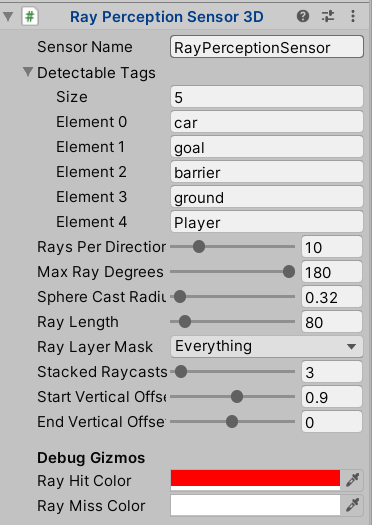 Ray Perception Sensor 3D
Sensor Name RayPerceptionSensor
Detectable Tags
Size 5
Element 0 car
Element 1 goal
Element 2 barrier
Element 3 ground
Element 4 Player
Rays Per Direction 10
Max Ray Degrees 180
Sphere Cast Radiu 0.32
Ray Length 80
Ray Layer Mask Everything
Stacked Raycasts 3
Start Vertical Offse 0.9
End Vertical Offse 0
Debug Gizmos
Ray Hit Color
Ray Miss Color